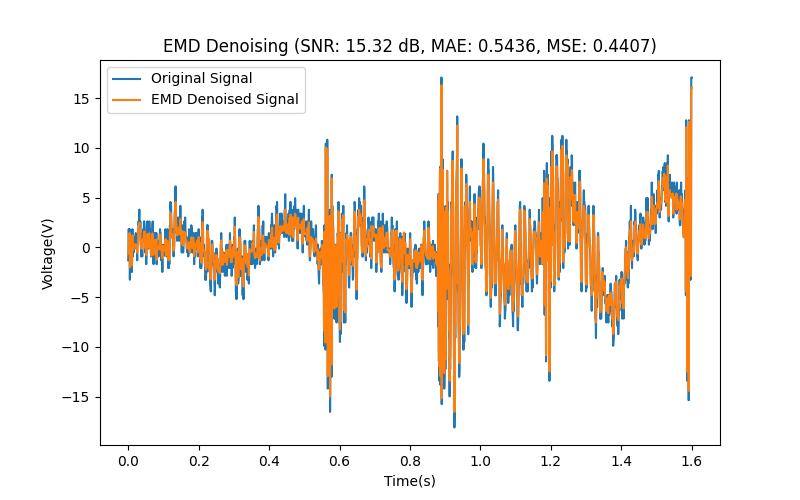 EMD Denoising (SNR: 15.32 dB, MAE: 0.5436, MSE: 0.4407)
Original Signal
EMD Denoised Signal
15
10
5
0
−5
−10
−15
Voltage(V)
0.0 0.2 0.4 0.6 0.8 1.0 1.2 1.4 1.6
Time(s)